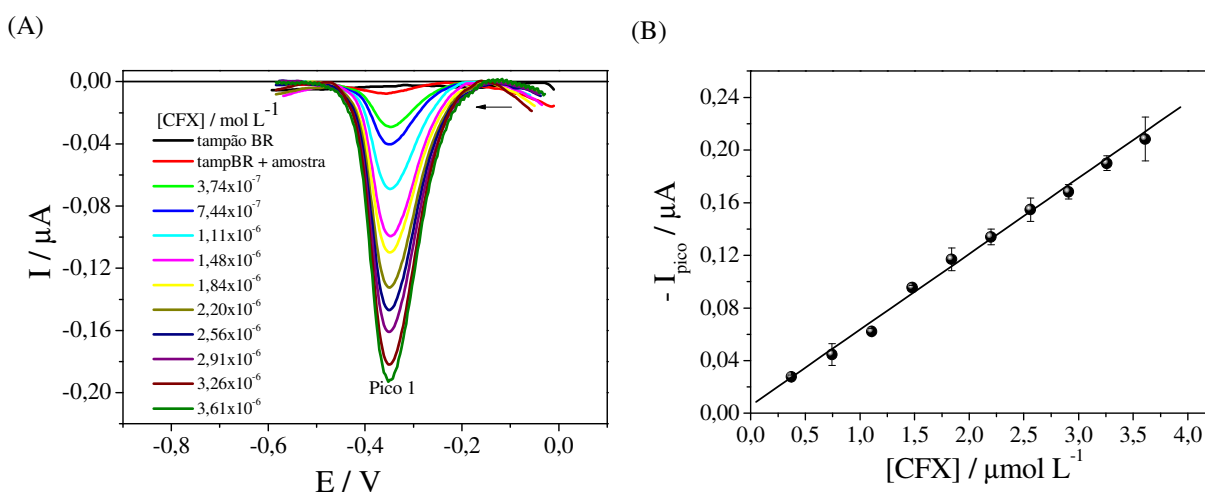 (A)
0,00
-0,04
-0,08
-0,12
-0,16
-0,20
I / μA
[CFX] / mol L⁻¹
tampão BR
tampBR + amostra
3,74x10⁻⁷
7,44x10⁻⁷
1,11x10⁻⁶
1,48x10⁻⁶
1,84x10⁻⁶
2,20x10⁻⁶
2,56x10⁻⁶
2,91x10⁻⁶
3,26x10⁻⁶
3,61x10⁻⁶
Pico 1
-0,8 -0,6 -0,4 -0,2 0,0
E / V
(B)
0,24
0,20
0,16
0,12
0,08
0,04
0,00
- I pico / μA
0,0 0,5 1,0 1,5 2,0 2,5 3,0 3,5 4,0
[CFX] / μmol L⁻¹